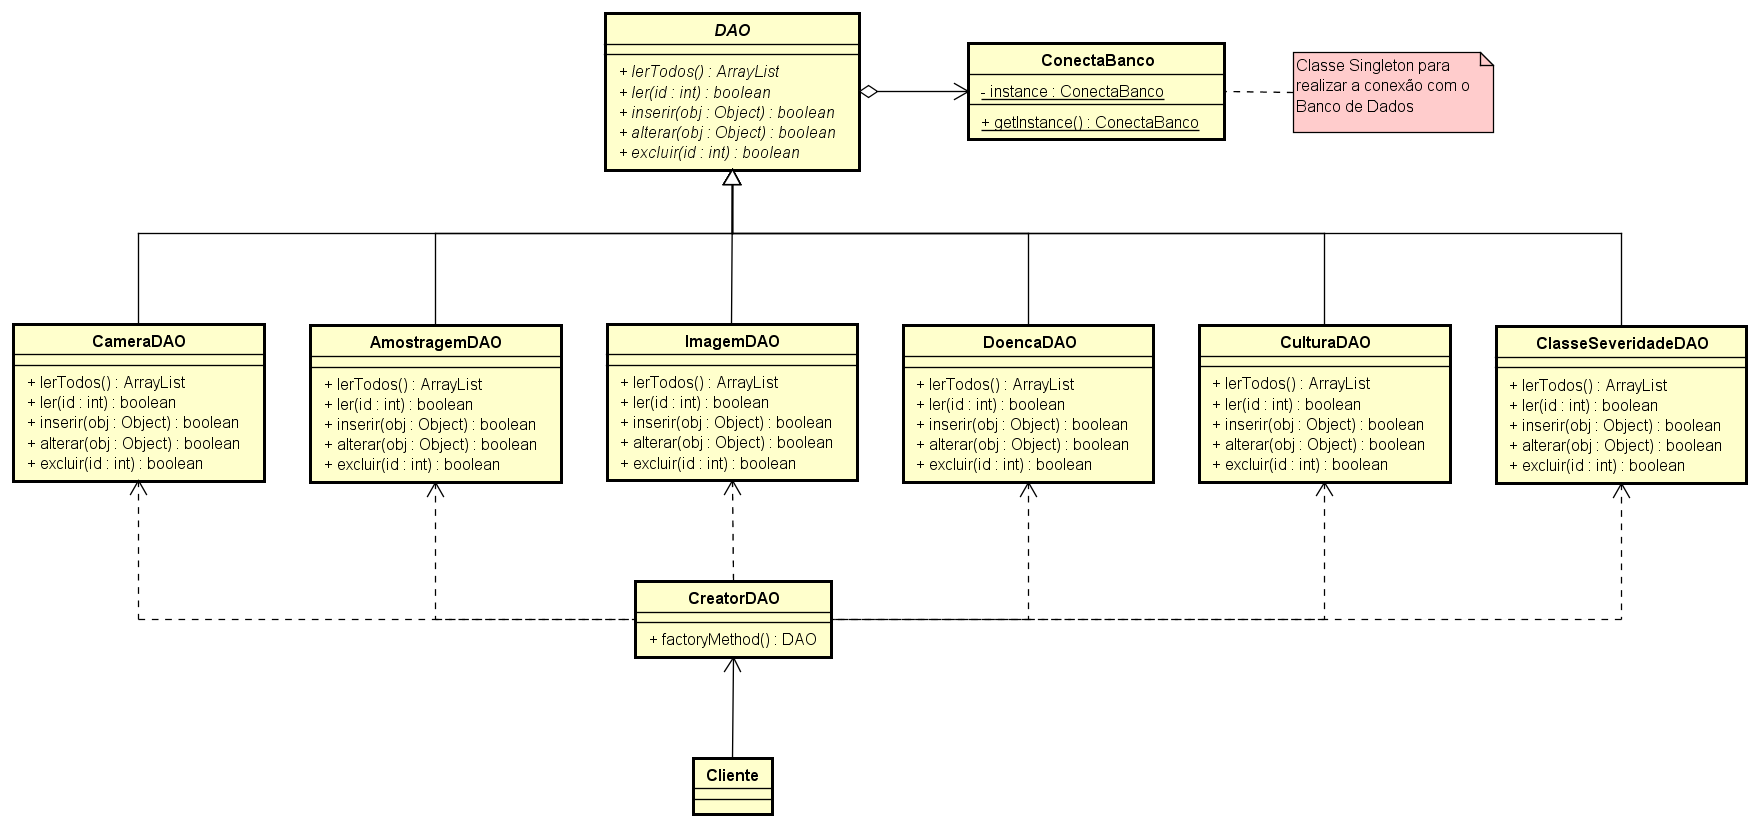 DAO
+ lerTodos() : ArrayList
+ ler(id : int) : boolean
+ inserir(obj : Object) : boolean
+ alterar(obj : Object) : boolean
+ excluir(id : int) : boolean
ConectaBanco
- instance : ConectaBanco
+ getInstance() : ConectaBanco
Classe Singleton para
realizar a conexão com o
Banco de Dados
CameraDAO
+ lerTodos() : ArrayList
+ ler(id : int) : boolean
+ inserir(obj : Object) : boolean
+ alterar(obj : Object) : boolean
+ excluir(id : int) : boolean
AmostragemDAO
+ lerTodos() : ArrayList
+ ler(id : int) : boolean
+ inserir(obj : Object) : boolean
+ alterar(obj : Object) : boolean
+ excluir(id : int) : boolean
ImagemDAO
+ lerTodos() : ArrayList
+ ler(id : int) : boolean
+ inserir(obj : Object) : boolean
+ alterar(obj : Object) : boolean
+ excluir(id : int) : boolean
DoencaDAO
+ lerTodos() : ArrayList
+ ler(id : int) : boolean
+ inserir(obj : Object) : boolean
+ alterar(obj : Object) : boolean
+ excluir(id : int) : boolean
CulturaDAO
+ lerTodos() : ArrayList
+ ler(id : int) : boolean
+ inserir(obj : Object) : boolean
+ alterar(obj : Object) : boolean
+ excluir(id : int) : boolean
ClasseSeveridadeDAO
+ lerTodos() : ArrayList
+ ler(id : int) : boolean
+ inserir(obj : Object) : boolean
+ alterar(obj : Object) : boolean
+ excluir(id : int) : boolean
CreatorDAO
+ factoryMethod() : DAO
Cliente